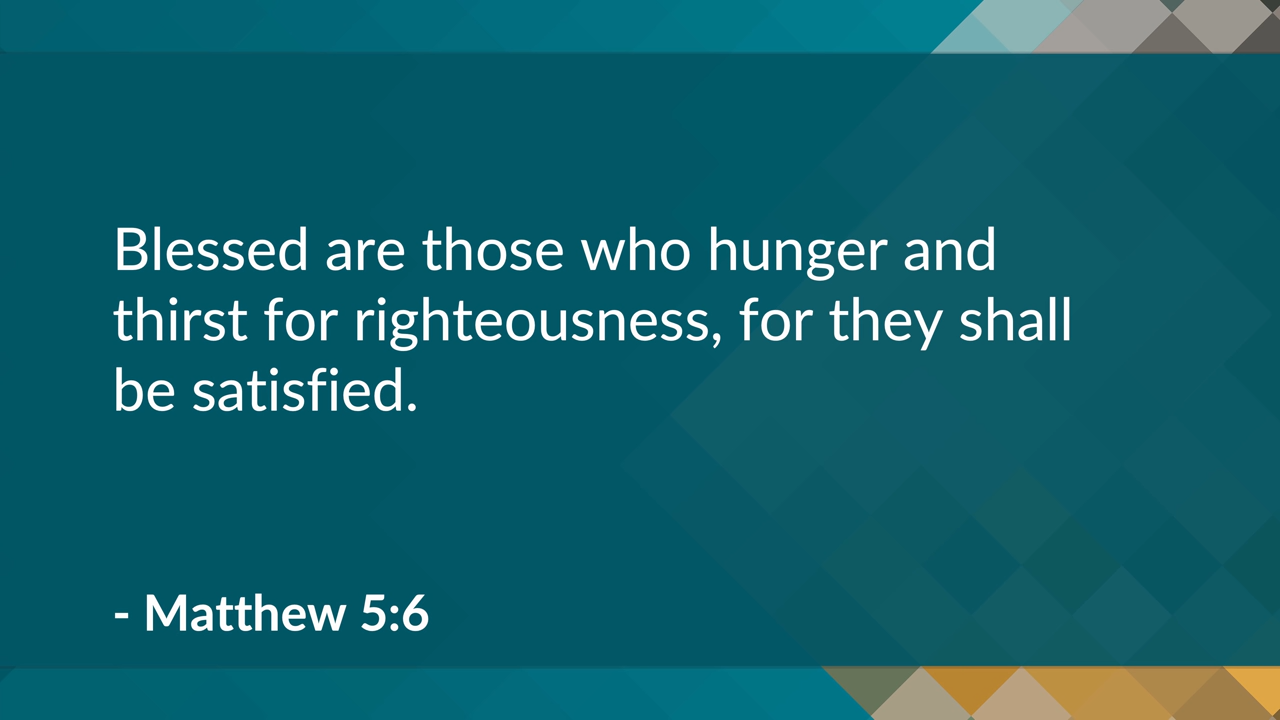 Blessed are those who hunger and
thirst for righteousness, for they shall
be satisfied.
- Matthew 5:6